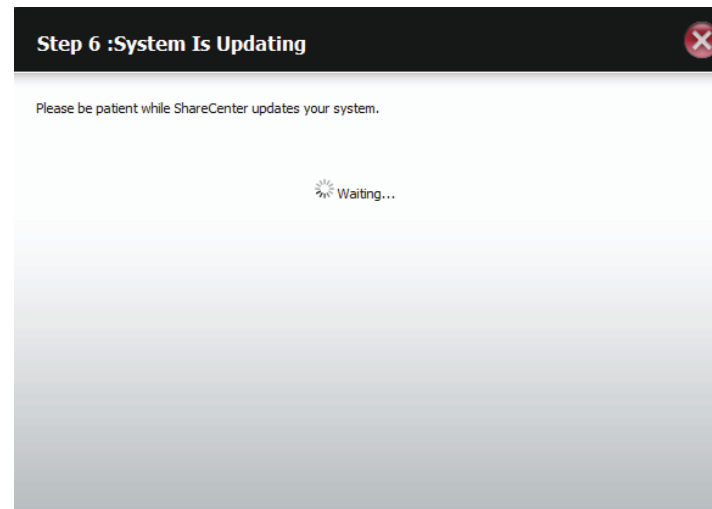 Step 6 :System Is Updating
Please be patient while ShareCenter updates your system.
Waiting...